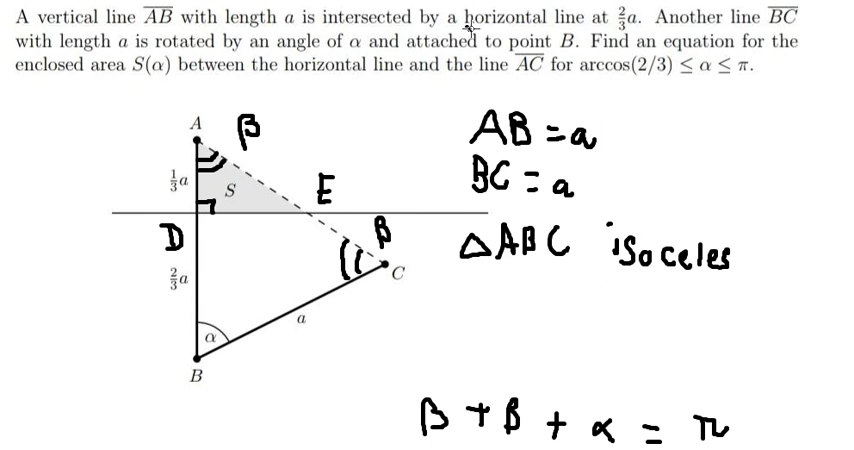 A vertical line AB with length a is intersected by a horizontal line at 2/3a. Another line BC
with length a is rotated by an angle of α and attached to point B. Find an equation for the
enclosed area S(α) between the horizontal line and the line AC for arccos(2/3) ≤ α ≤ π.
A β AB = a
1/3a S E BC = a
D β △ABC isoceles
2/3a C
a
α
B
β + β + α = π